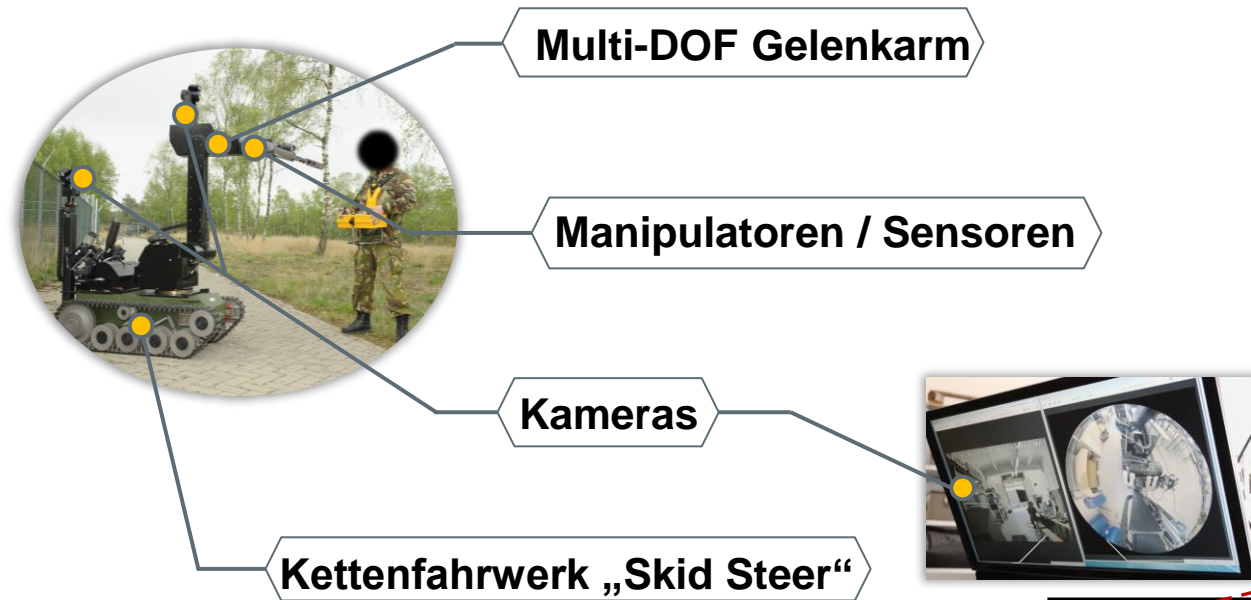 Multi-DOF Gelenkarm
Manipulatoren / Sensoren
Kameras
Kettenfahrwerk „Skid Steer“